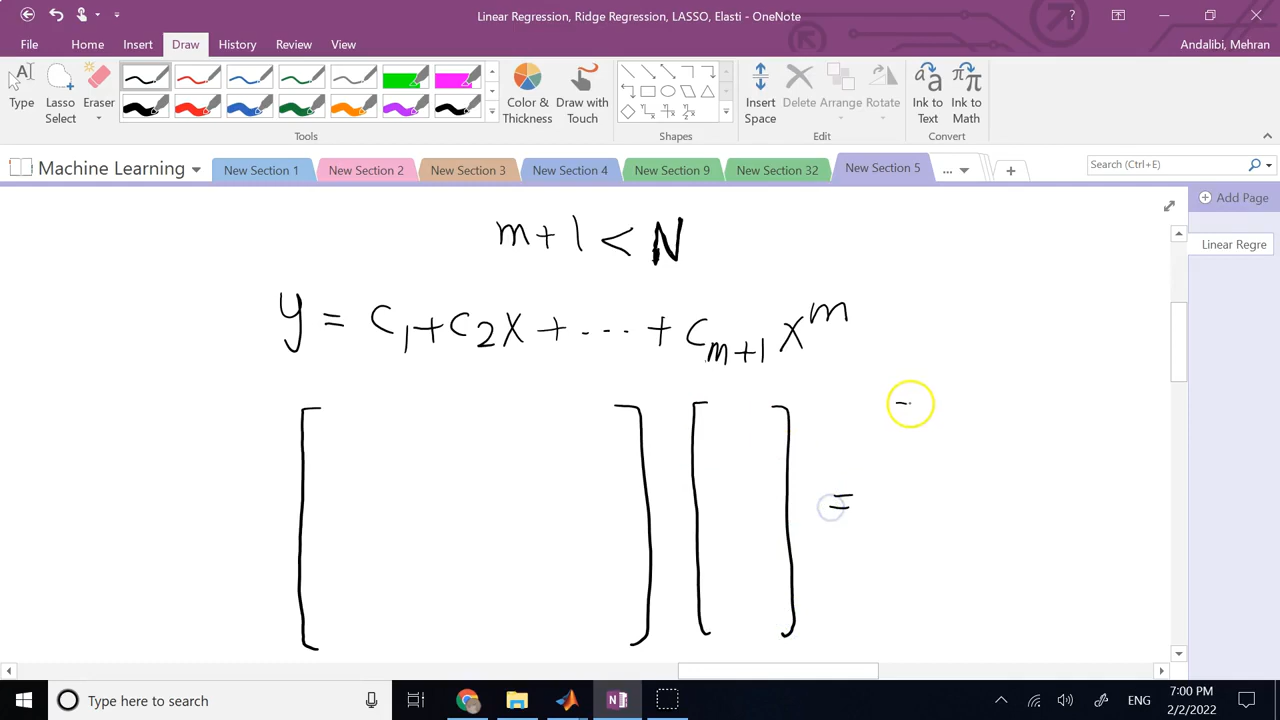 Linear Regression, Ridge Regression, LASSO, Elasti - OneNote
?
File Home Insert Draw History Review View
Andalibi, Mehran
Type
Lasso Select
Eraser
Color & Thickness
Draw with Touch
Insert Space
Delete
Arrange
Rotate
Ink to Text
Ink to Math
Tools
Shapes
Edit
Convert
Machine Learning
New Section 1
New Section 2
New Section 3
New Section 4
New Section 9
New Section 32
New Section 5
...
Search (Ctrl+E)
Add Page
Linear Regre
m+1 < N
y = c₁+c₂x + ... + cₘ₊₁ xᵐ
[ ] [ ] =
Type here to search
ENG
7:00 PM
2/2/2022